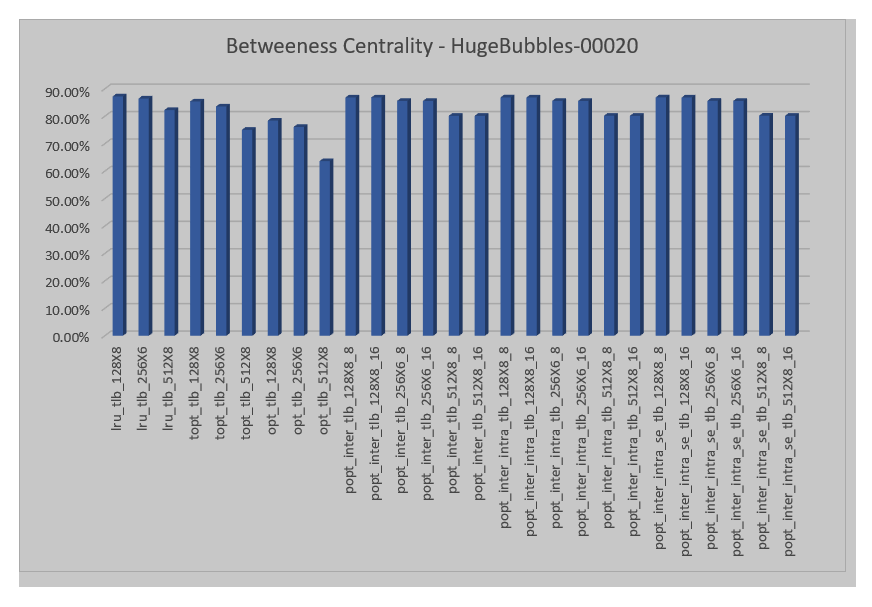 Betweeness Centrality - HugeBubbles-00020
90.00%
80.00%
70.00%
60.00%
50.00%
40.00%
30.00%
20.00%
10.00%
0.00%
lru_tlb_128X8
lru_tlb_256X6
lru_tlb_512X8
topt_tlb_128X8
topt_tlb_256X6
topt_tlb_512X8
opt_tlb_128X8
opt_tlb_256X6
opt_tlb_512X8
popt_inter_tlb_128X8_8
popt_inter_tlb_128X8_16
popt_inter_tlb_256X6_8
popt_inter_tlb_256X6_16
popt_inter_tlb_512X8_8
popt_inter_tlb_512X8_16
popt_inter_intra_tlb_128X8_8
popt_inter_intra_tlb_128X8_16
popt_inter_intra_tlb_256X6_8
popt_inter_intra_tlb_256X6_16
popt_inter_intra_tlb_512X8_8
popt_inter_intra_tlb_512X8_16
popt_inter_intra_se_tlb_128X8_8
popt_inter_intra_se_tlb_128X8_16
popt_inter_intra_se_tlb_256X6_8
popt_inter_intra_se_tlb_256X6_16
popt_inter_intra_se_tlb_512X8_8
popt_inter_intra_se_tlb_512X8_16